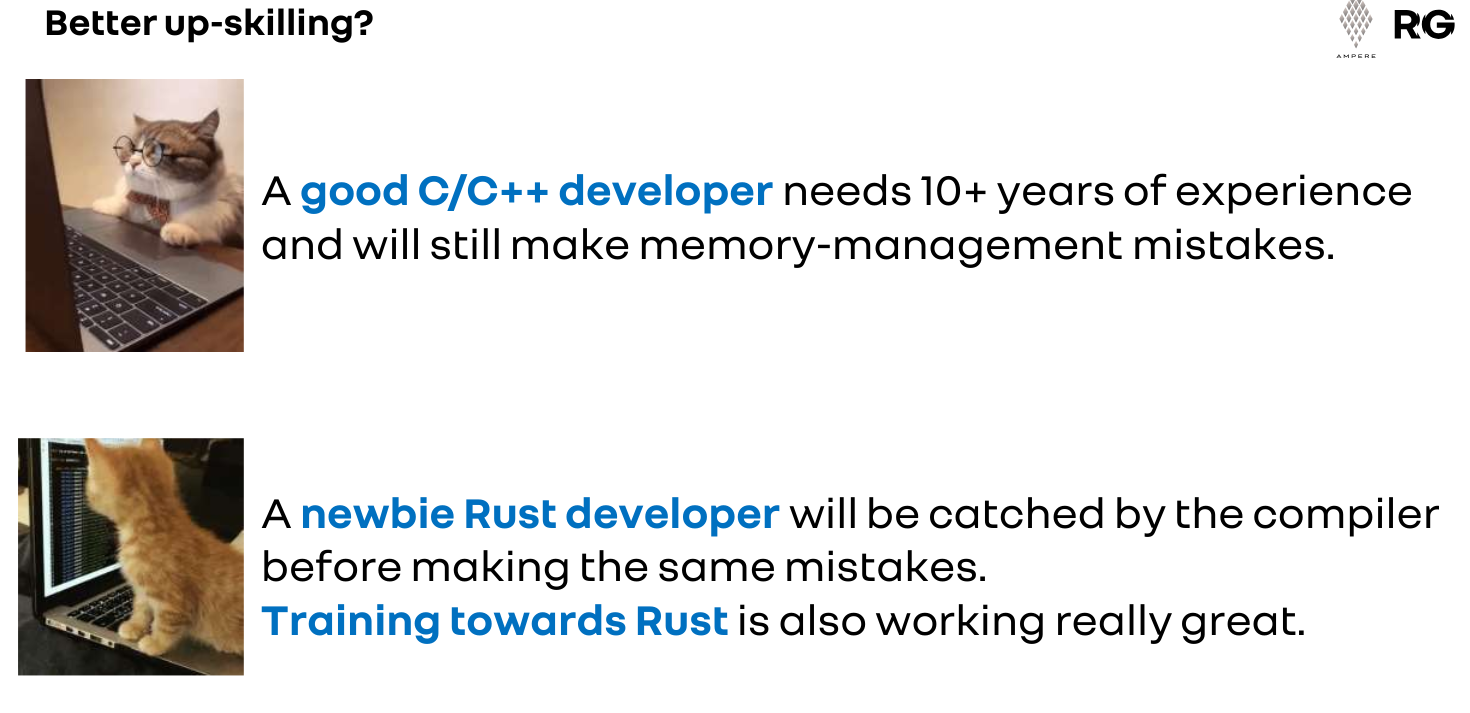 Better up-skilling?
AMPERE
RG
A good C/C++ developer needs 10+ years of experience
and will still make memory-management mistakes.
A newbie Rust developer will be catched by the compiler
before making the same mistakes.
Training towards Rust is also working really great.